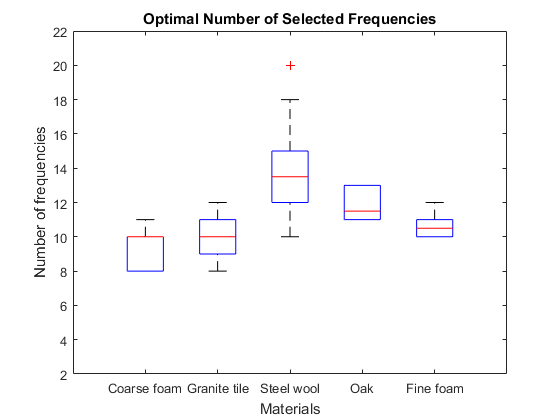 Optimal Number of Selected Frequencies
22
20
18
16
14
12
10
8
6
4
2
Number of frequencies
Coarse foam Granite tile Steel wool Oak Fine foam
Materials